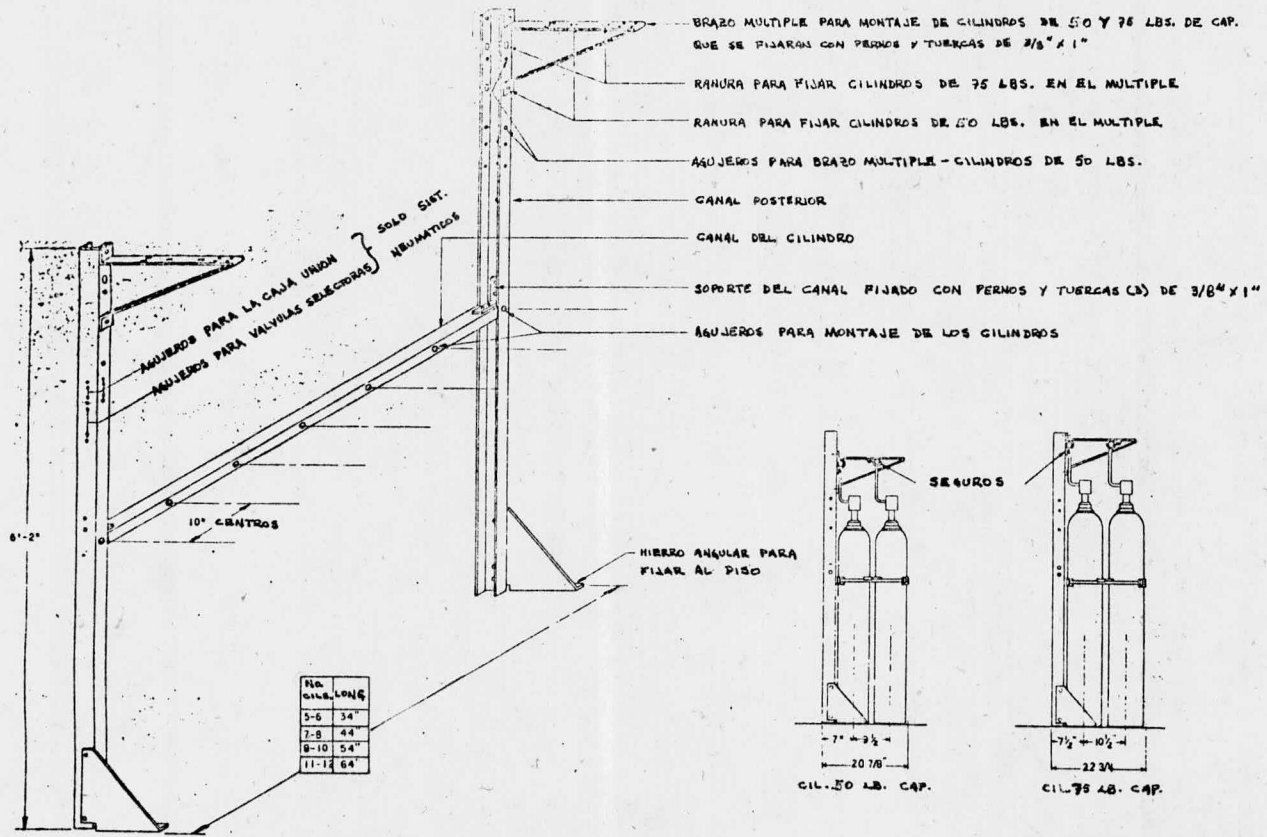 BRAZO MULTIPLE PARA MONTAJE DE CILINDROS DE 50 Y 75 LBS. DE CAP.
QUE SE FIJARAN CON PERNOS Y TUERCAS DE 3/8" X 1"
RANURA PARA FIJAR CILINDROS DE 75 LBS. EN EL MULTIPLE
RANURA PARA FIJAR CILINDROS DE 50 LBS. EN EL MULTIPLE
AGUJEROS PARA BRAZO MULTIPLE - CILINDROS DE 50 LBS.
CANAL POSTERIOR
CANAL DEL CILINDRO
SOPORTE DEL CANAL FIJADO CON PERNOS Y TUERCAS (3) DE 3/8" X 1"
AGUJEROS PARA MONTAJE DE LOS CILINDROS
AGUJEROS PARA LA CAJA UNION
AGUJEROS PARA VALVULAS SELECTORAS
SOLO SIST.
NEUMATICOS
6'-2"
10" CENTROS
HIERRO ANGULAR PARA
FIJAR AL PISO
No. CILS. LONG
5-6 34"
7-8 44"
9-10 54"
11-12 64"
SEGUROS
7"
20 7/8"
CIL. 50 LB. CAP.
7½" 10½"
22 3/4
CIL. 75 LB. CAP.